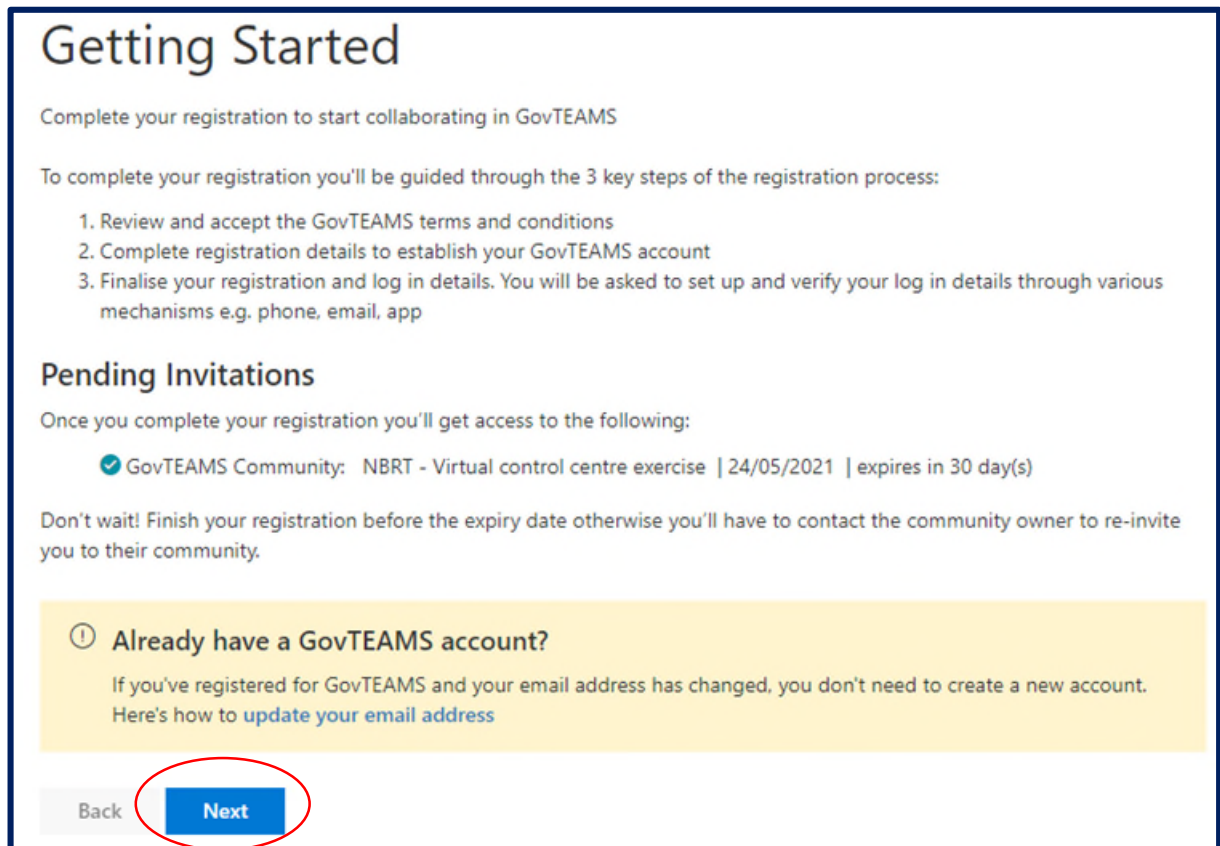 Getting Started
Complete your registration to start collaborating in GovTEAMS
To complete your registration you'll be guided through the 3 key steps of the registration process:
1. Review and accept the GovTEAMS terms and conditions
2. Complete registration details to establish your GovTEAMS account
3. Finalise your registration and log in details. You will be asked to set up and verify your log in details through various
mechanisms e.g. phone, email, app
Pending Invitations
Once you complete your registration you'll get access to the following:
GovTEAMS Community: NBRT - Virtual control centre exercise | 24/05/2021 | expires in 30 day(s)
Don't wait! Finish your registration before the expiry date otherwise you'll have to contact the community owner to re-invite
you to their community.
Already have a GovTEAMS account?
If you've registered for GovTEAMS and your email address has changed, you don't need to create a new account.
Here's how to update your email address
Back Next